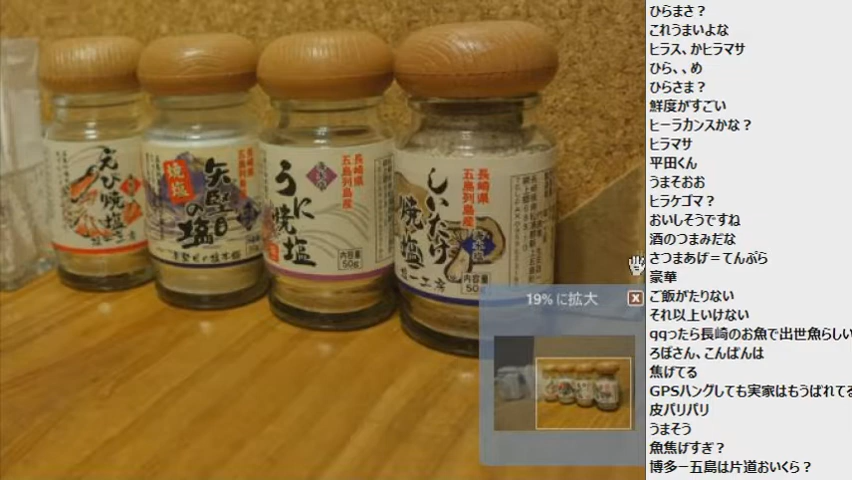 えび焼塩
焼塩
矢堅目の塩
長崎県
五島列島産
うに焼塩
内容量
50g
長崎県
五島列島産
しいたけ焼塩
内容量
50g
19% に拡大
ひらまさ？
これうまいよな
ヒラス、かヒラマサ
ひら、、め
ひらさま？
鮮度がすごい
ヒーラカンスかな？
ヒラマサ
平田くん
うまそおお
ヒラケゴマ？
おいしそうですね
酒のつまみだな
さつまあげ＝てんぷら
豪華
ご飯がたりない
それ以上いけない
qqったら長崎のお魚で出世魚らしい
ろぼさん、こんばんは
焦げてる
GPSハングしても実家はもうばれてる
皮パリパリ
うまそう
魚焦げすぎ？
博多－五島は片道おいくら？